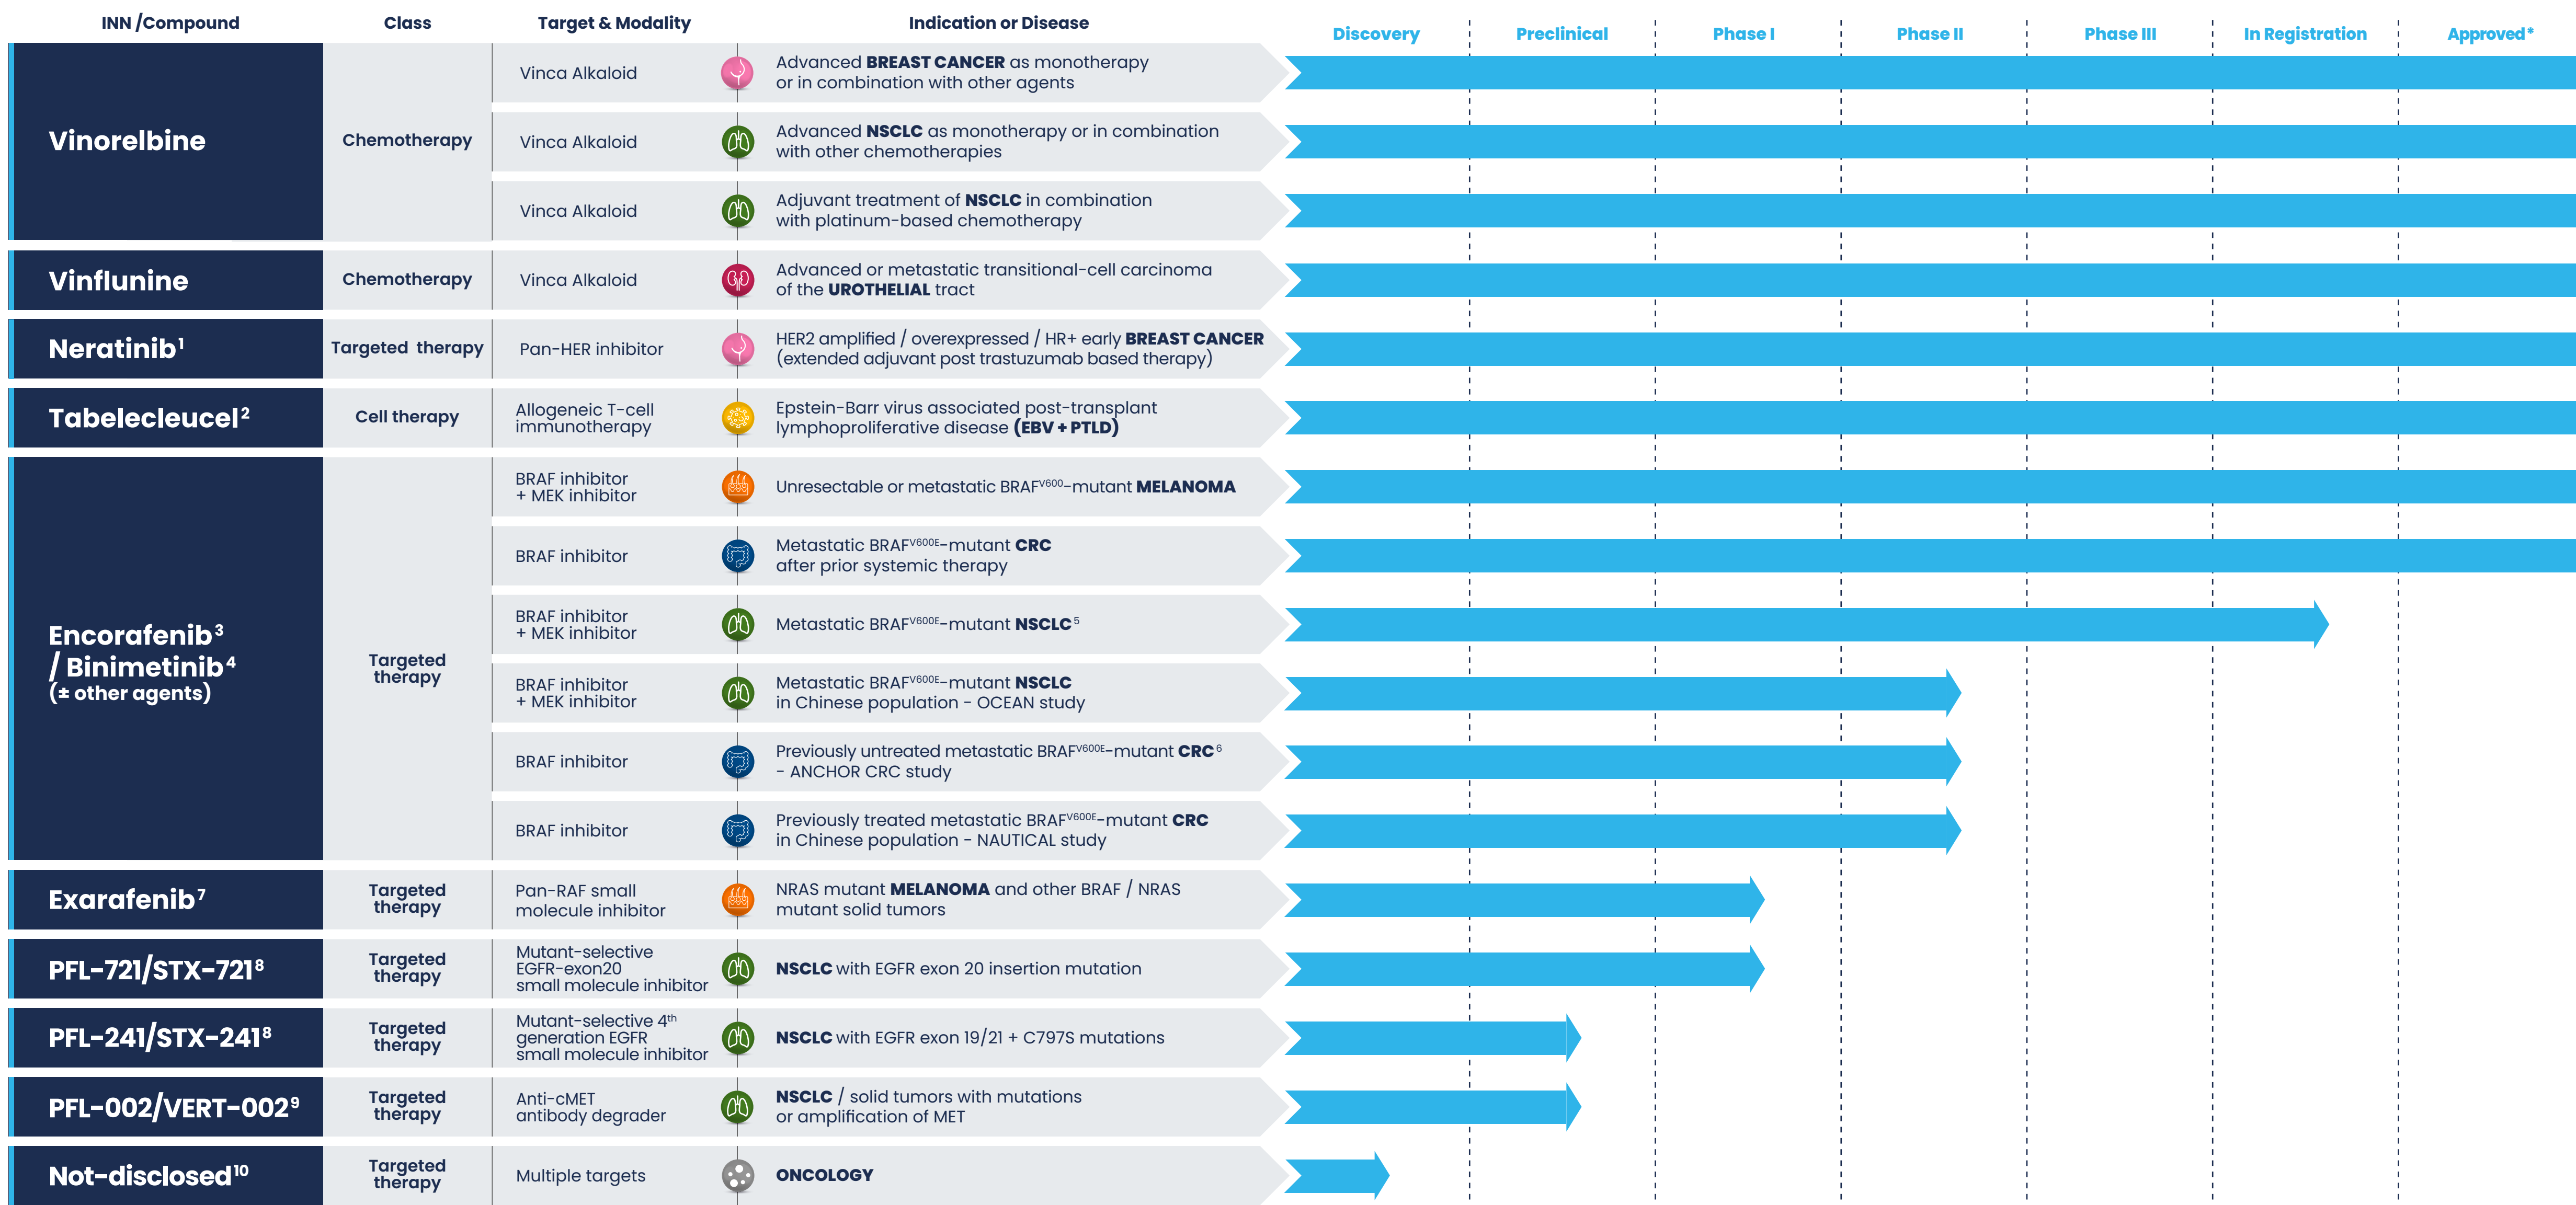 INN /Compound
Class
Target & Modality
Indication or Disease
Discovery
Preclinical
Phase I
Phase II
Phase III
In Registration
Approved*
Vinorelbine
Chemotherapy
Vinca Alkaloid
Advanced BREAST CANCER as monotherapy
or in combination with other agents
Vinca Alkaloid
Advanced NSCLC as monotherapy or in combination
with other chemotherapies
Vinca Alkaloid
Adjuvant treatment of NSCLC in combination
with platinum-based chemotherapy
Vinflunine
Chemotherapy
Vinca Alkaloid
Advanced or metastatic transitional-cell carcinoma
of the UROTHELIAL tract
Neratinib¹
Targeted therapy
Pan-HER inhibitor
HER2 amplified / overexpressed / HR+ early BREAST CANCER
(extended adjuvant post trastuzumab based therapy)
Tabelecleucel²
Cell therapy
Allogeneic T-cell
immunotherapy
Epstein-Barr virus associated post-transplant
lymphoproliferative disease (EBV + PTLD)
Encorafenib³
/ Binimetinib⁴
(± other agents)
Targeted
therapy
BRAF inhibitor
+ MEK inhibitor
Unresectable or metastatic BRAFV600-mutant MELANOMA
BRAF inhibitor
Metastatic BRAFV600E-mutant CRC
after prior systemic therapy
BRAF inhibitor
+ MEK inhibitor
Metastatic BRAFV600E-mutant NSCLC⁵
BRAF inhibitor
+ MEK inhibitor
Metastatic BRAFV600E-mutant NSCLC
in Chinese population - OCEAN study
BRAF inhibitor
Previously untreated metastatic BRAFV600E-mutant CRC⁶
- ANCHOR CRC study
BRAF inhibitor
Previously treated metastatic BRAFV600E-mutant CRC
in Chinese population - NAUTICAL study
Exarafenib⁷
Targeted
therapy
Pan-RAF small
molecule inhibitor
NRAS mutant MELANOMA and other BRAF / NRAS
mutant solid tumors
PFL-721/STX-721⁸
Targeted
therapy
Mutant-selective
EGFR-exon20
small molecule inhibitor
NSCLC with EGFR exon 20 insertion mutation
PFL-241/STX-241⁸
Targeted
therapy
Mutant-selective 4th
generation EGFR
small molecule inhibitor
NSCLC with EGFR exon 19/21 + C797S mutations
PFL-002/VERT-002⁹
Targeted
therapy
Anti-cMET
antibody degrader
NSCLC / solid tumors with mutations
or amplification of MET
Not-disclosed¹⁰
Targeted
therapy
Multiple targets
ONCOLOGY